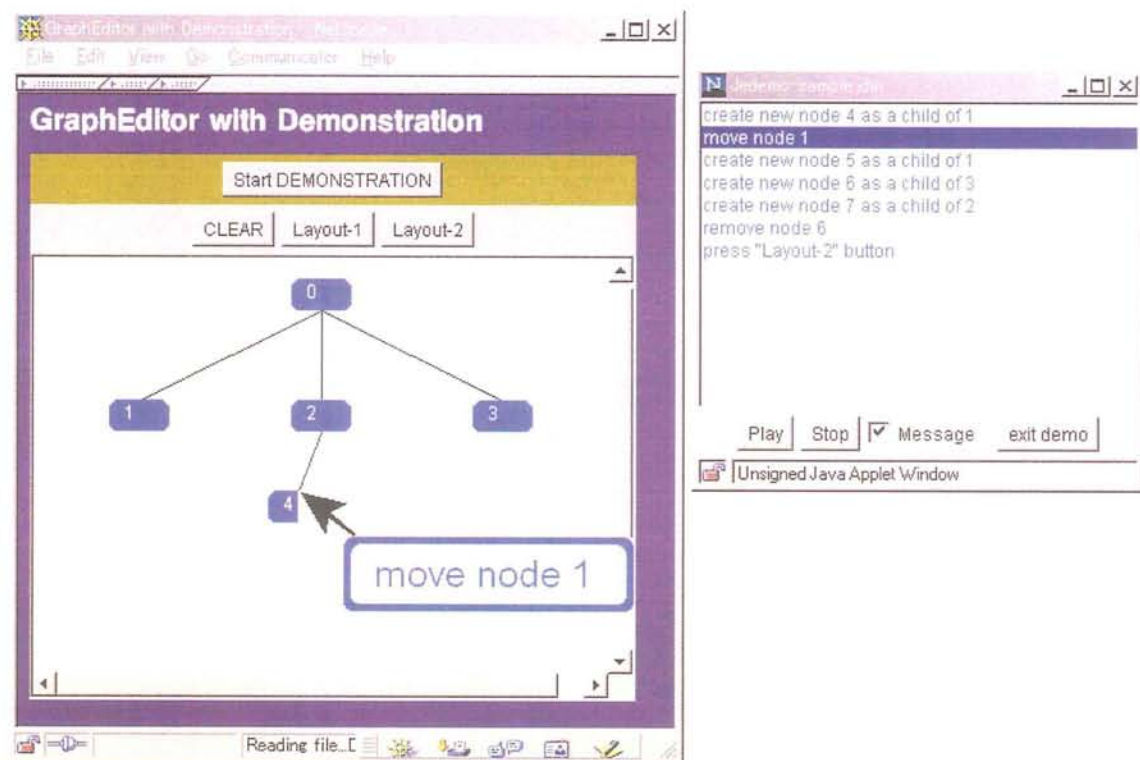 GraphEditor with Demonstration - Netscape
File Edit View Go Communicator Help
GraphEditor with Demonstration
Start DEMONSTRATION
CLEAR Layout-1 Layout-2
0
1 2 3
4
move node 1
Reading file...
create new node 4 as a child of 1
move node 1
create new node 5 as a child of 1
create new node 6 as a child of 3
create new node 7 as a child of 2
remove node 6
press "Layout-2" button
Play Stop Message exit demo
Unsigned Java Applet Window